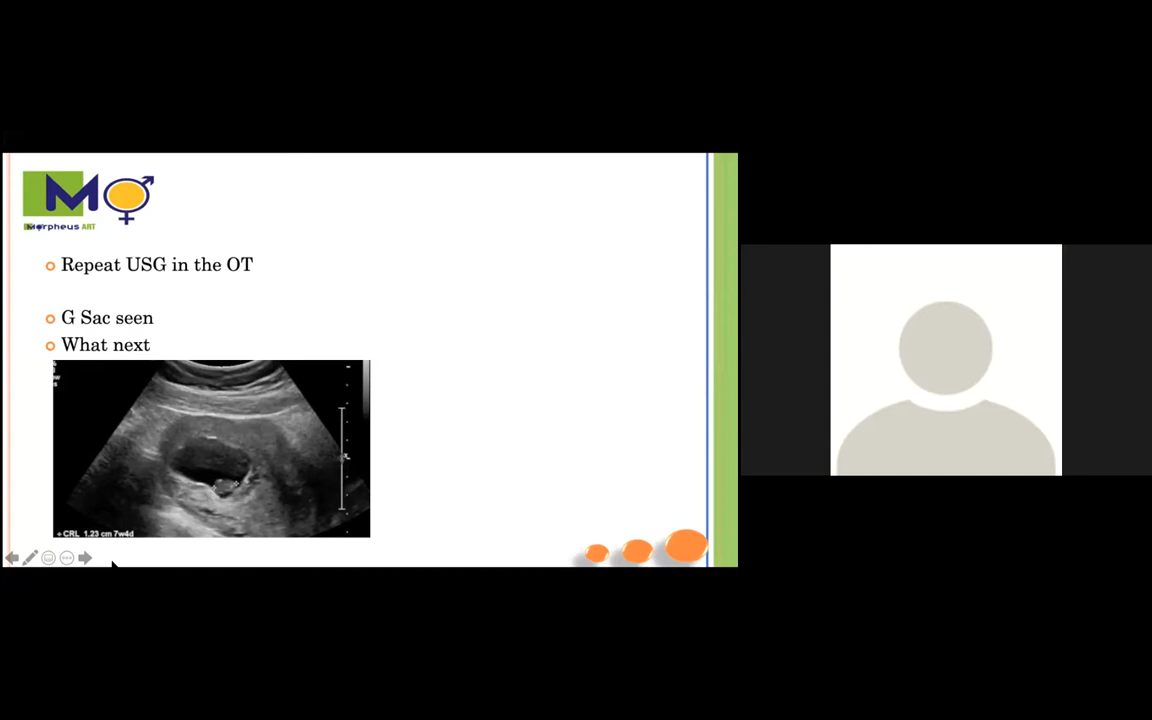 M
Morpheus ART
Repeat USG in the OT
G Sac seen
What next
CRL 1.23 cm 7w4d